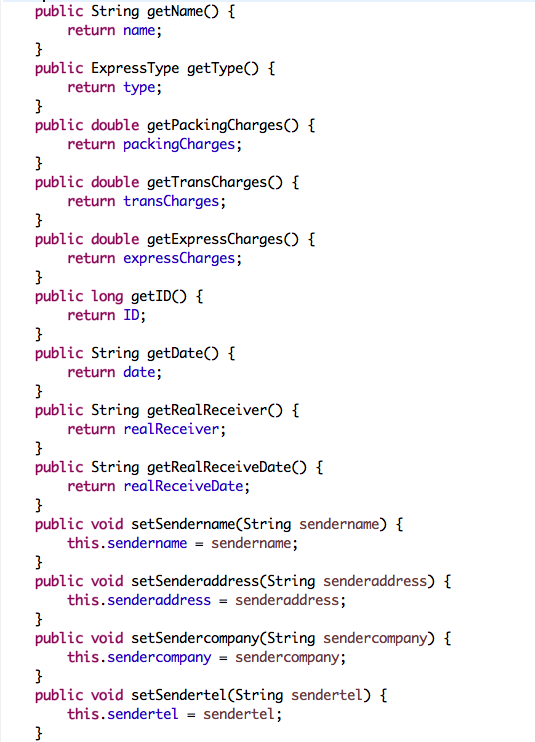 public String getName() {
return name;
}
public ExpressType getType() {
return type;
}
public double getPackingCharges() {
return packingCharges;
}
public double getTransCharges() {
return transCharges;
}
public double getExpressCharges() {
return expressCharges;
}
public long getID() {
return ID;
}
public String getDate() {
return date;
}
public String getRealReceiver() {
return realReceiver;
}
public String getRealReceiveDate() {
return realReceiveDate;
}
public void setSendername(String sendername) {
this.sendername = sendername;
}
public void setSenderaddress(String senderaddress) {
this.senderaddress = senderaddress;
}
public void setSendercompany(String sendercompany) {
this.sendercompany = sendercompany;
}
public void setSendertel(String sendertel) {
this.sendertel = sendertel;
}